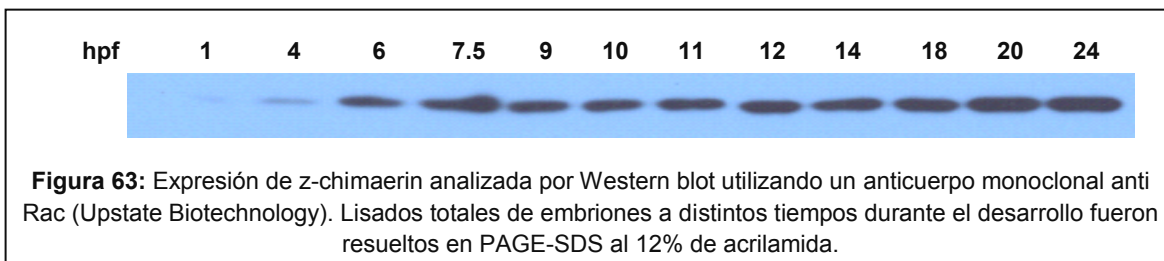 hpf 1 4 6 7.5 9 10 11 12 14 18 20 24
Figura 63: Expresión de z-chimaerin analizada por Western blot utilizando un anticuerpo monoclonal anti
Rac (Upstate Biotechnology). Lisados totales de embriones a distintos tiempos durante el desarrollo fueron
resueltos en PAGE-SDS al 12% de acrilamida.